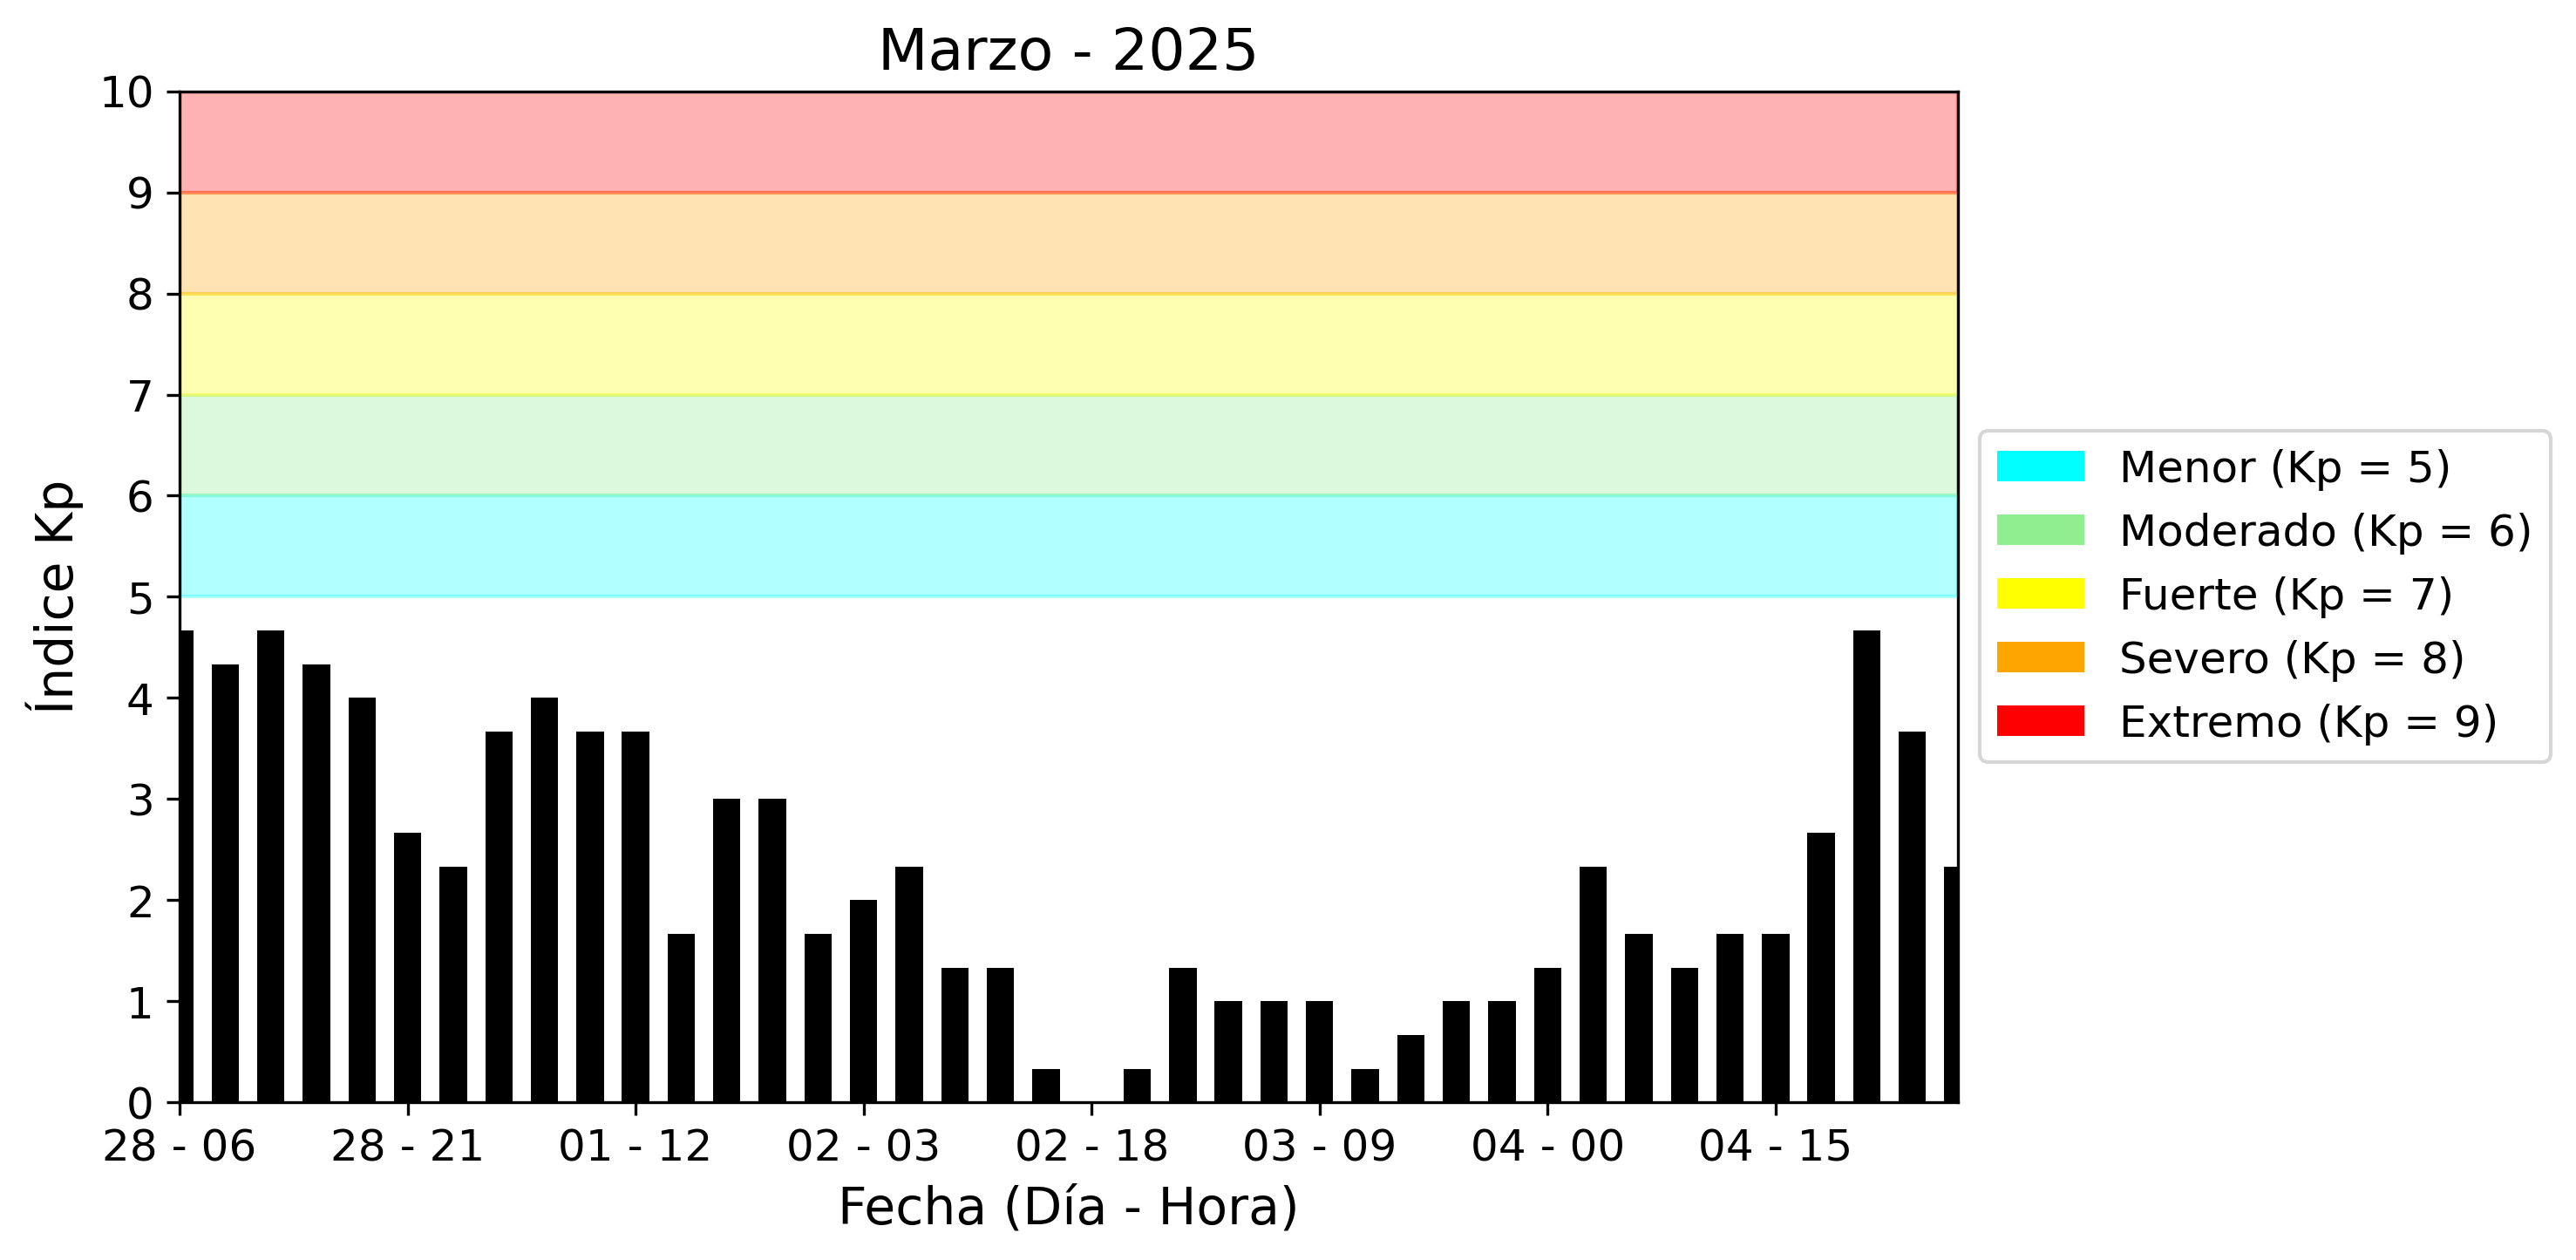 Marzo - 2025
10
9
8
7
6
5
4
3
2
1
0
Índice Kp
28 - 06
28 - 21
01 - 12
02 - 03
02 - 18
03 - 09
04 - 00
04 - 15
Fecha (Día - Hora)
Menor (Kp = 5)
Moderado (Kp = 6)
Fuerte (Kp = 7)
Severo (Kp = 8)
Extremo (Kp = 9)